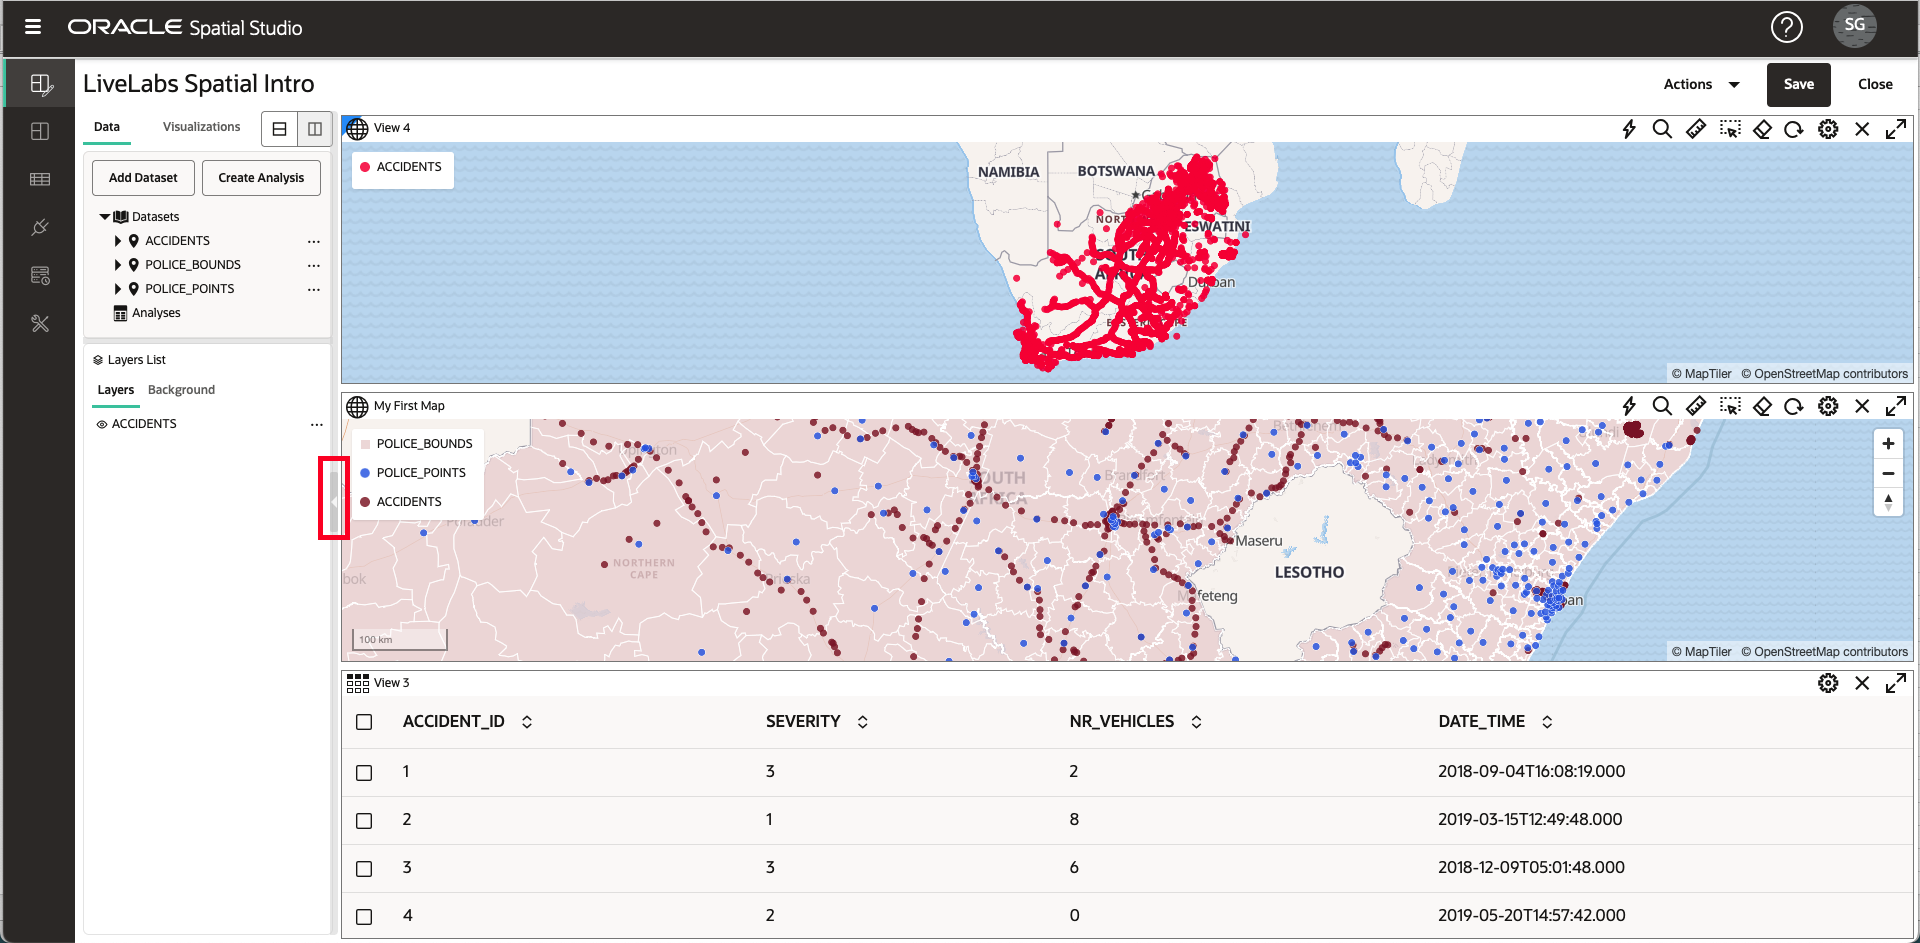 ORACLE Spatial Studio
SG
LiveLabs Spatial Intro
Actions
Save
Close
Data
Visualizations
Add Dataset
Create Analysis
Datasets
ACCIDENTS
POLICE_BOUNDS
POLICE_POINTS
Analyses
Layers List
Layers
Background
ACCIDENTS
View 4
ACCIDENTS
NAMIBIA
BOTSWANA
ESWATINI
© MapTiler © OpenStreetMap contributors
My First Map
POLICE_BOUNDS
POLICE_POINTS
ACCIDENTS
SOUTH
AFRICA
NORTHERN
CAPE
Maseru
LESOTHO
100 km
© MapTiler © OpenStreetMap contributors
View 3
ACCIDENT_ID SEVERITY NR_VEHICLES DATE_TIME
1 3 2 2018-09-04T16:08:19.000
2 1 8 2019-03-15T12:49:48.000
3 3 6 2018-12-09T05:01:48.000
4 2 0 2019-05-20T14:57:42.000